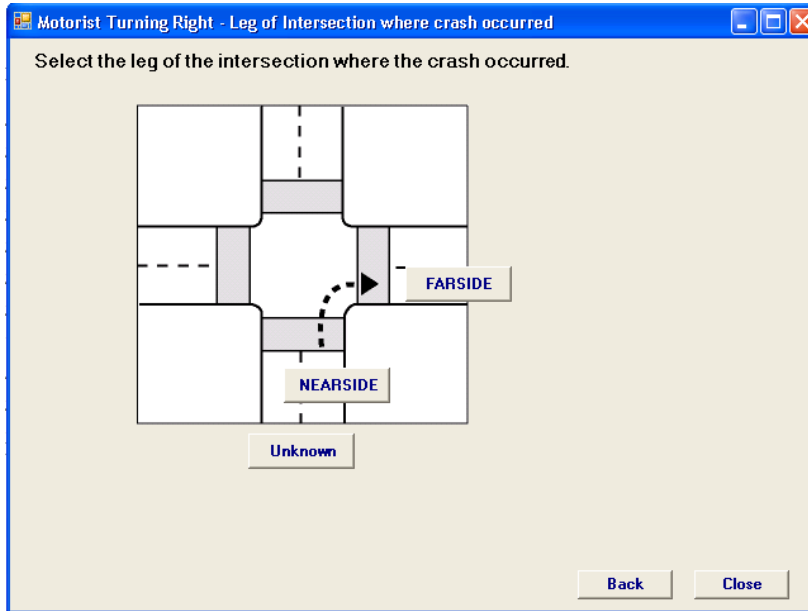 Motorist Turning Right - Leg of Intersection where crash occurred
Select the leg of the intersection where the crash occurred.
FARSIDE
NEARSIDE
Unknown
Back
Close